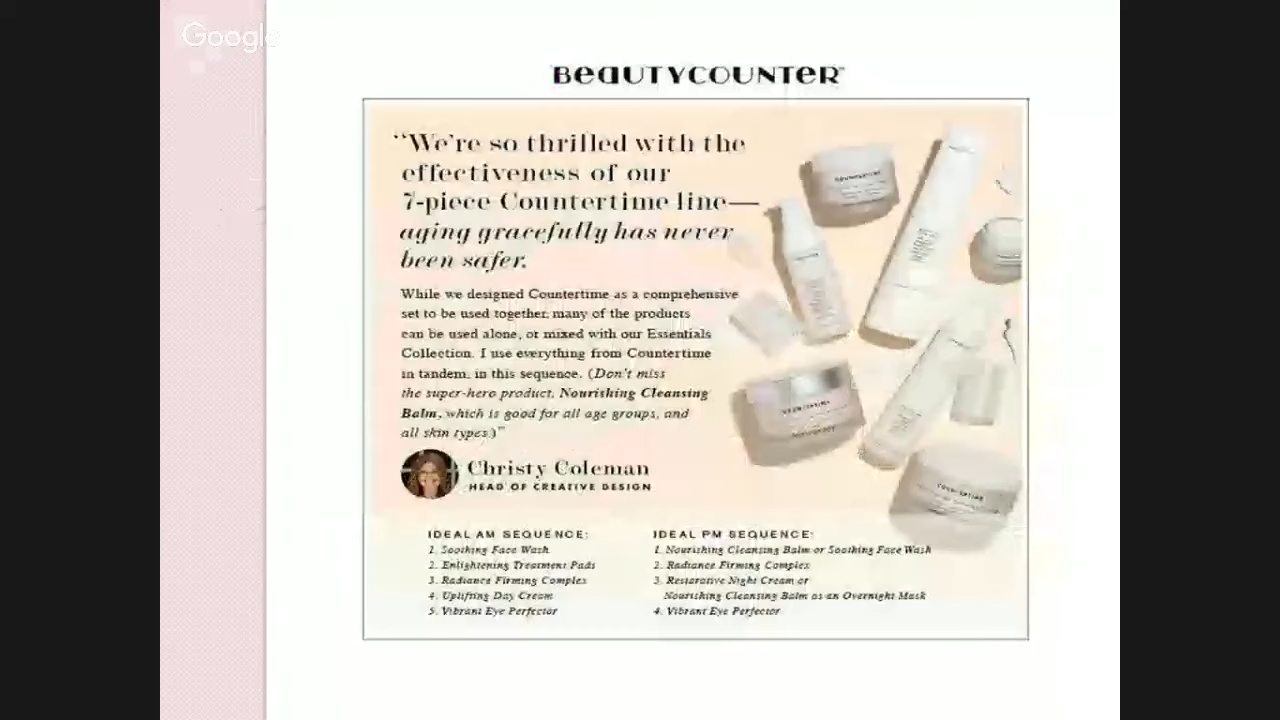 Google
BEAUTYCOUNTER
“We're so thrilled with the
effectiveness of our
7-piece Countertime line—
aging gracefully has never
been safer.
While we designed Countertime as a comprehensive
set to be used together, many of the products
can be used alone, or mixed with our Essentials
Collection. I use everything from Countertime
in tandem, in this sequence. (Don't miss
the super-hero product, Nourishing Cleansing
Balm, which is good for all age groups, and
all skin types.)”
Christy Coleman
HEAD OF CREATIVE DESIGN
IDEAL AM SEQUENCE:
1. Soothing Face Wash
2. Enlightening Treatment Pads
3. Radiance Firming Complex
4. Uplifting Day Cream
5. Vibrant Eye Perfector
IDEAL PM SEQUENCE:
1. Nourishing Cleansing Balm or Soothing Face Wash
2. Radiance Firming Complex
3. Restorative Night Cream or
Nourishing Cleansing Balm as an Overnight Mask
4. Vibrant Eye Perfector
COUNTERTIME
COUNTERTIME
COUNTERTIME